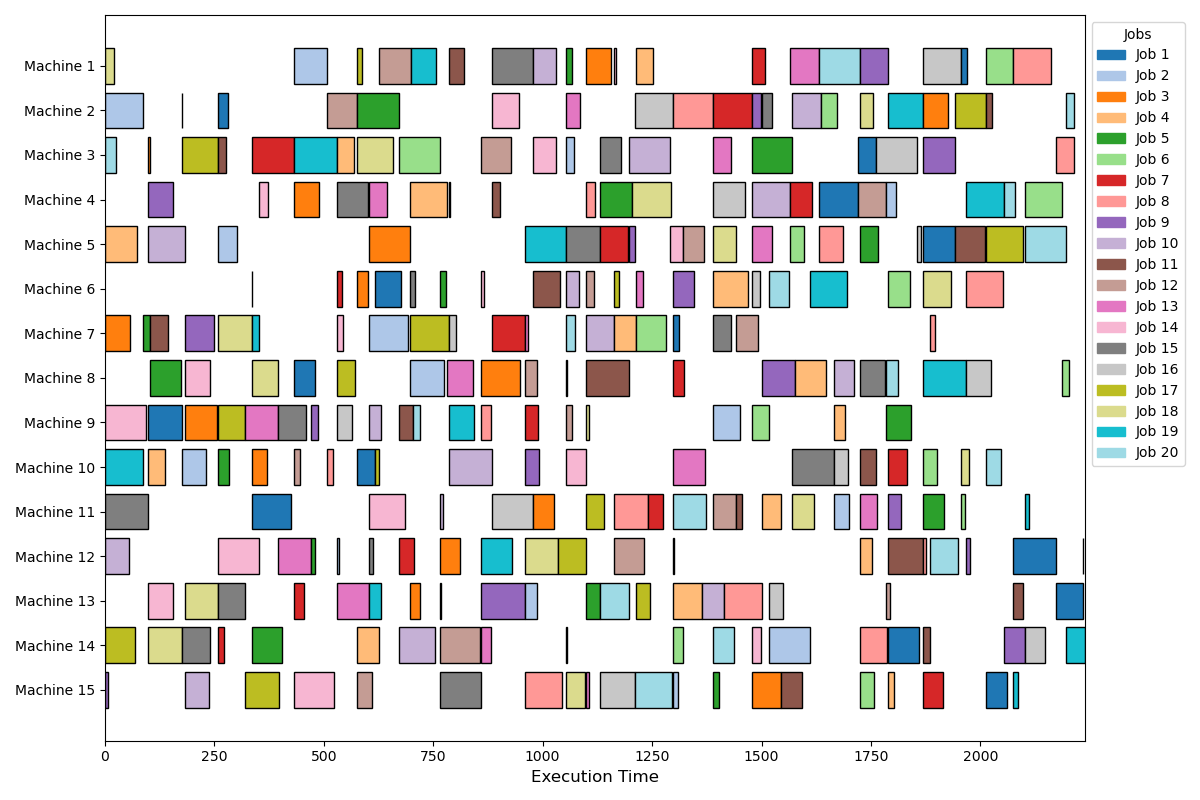 Machine 1
Machine 2
Machine 3
Machine 4
Machine 5
Machine 6
Machine 7
Machine 8
Machine 9
Machine 10
Machine 11
Machine 12
Machine 13
Machine 14
Machine 15
0 250 500 750 1000 1250 1500 1750 2000
Execution Time
Jobs
Job 1
Job 2
Job 3
Job 4
Job 5
Job 6
Job 7
Job 8
Job 9
Job 10
Job 11
Job 12
Job 13
Job 14
Job 15
Job 16
Job 17
Job 18
Job 19
Job 20